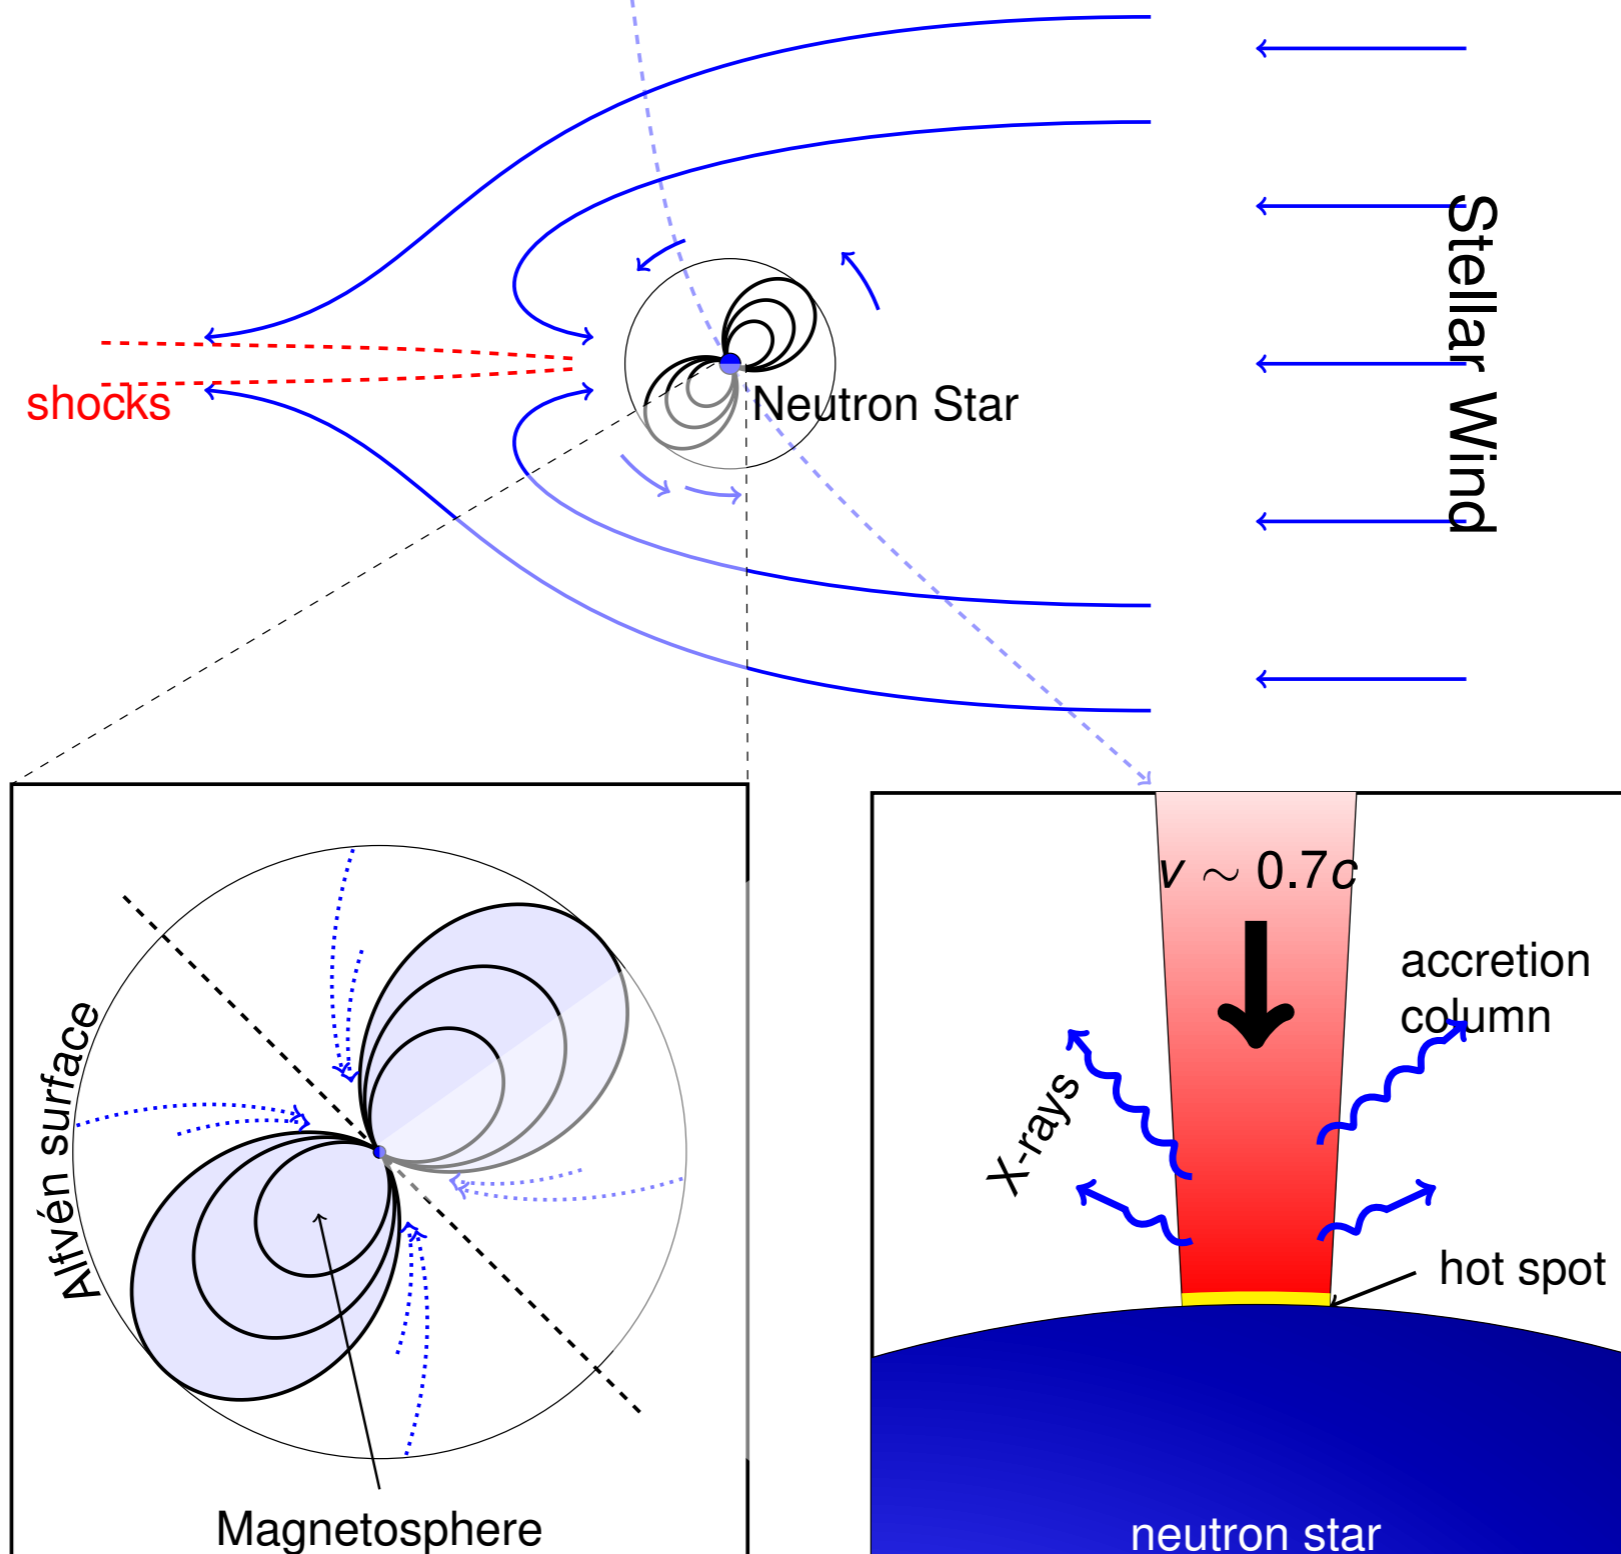 Stellar Wind
shocks
Neutron Star
Alfvén surface
Magnetosphere
v ∼ 0.7c
accretion
column
X-rays
hot spot
neutron star